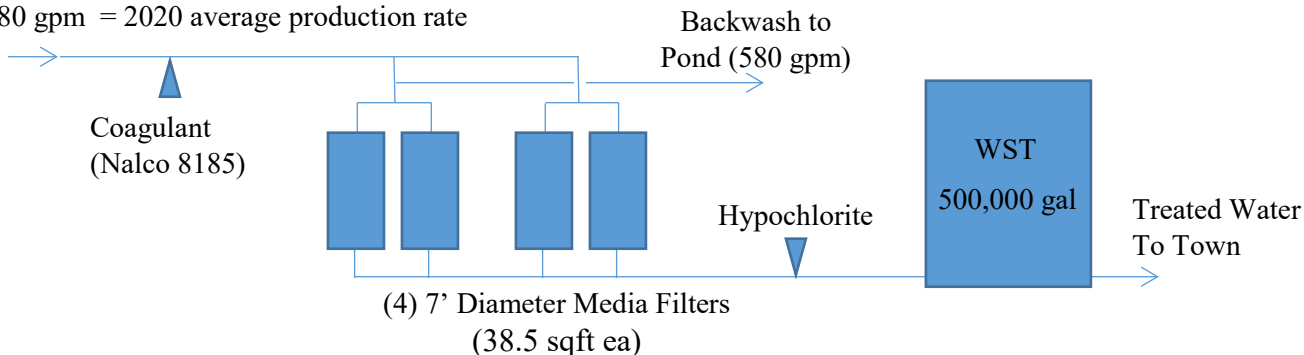 80 gpm = 2020 average production rate
Backwash to
Pond (580 gpm)
Coagulant
(Nalco 8185)
WST
500,000 gal
Hypochlorite
Treated Water
To Town
(4) 7’ Diameter Media Filters
(38.5 sqft ea)